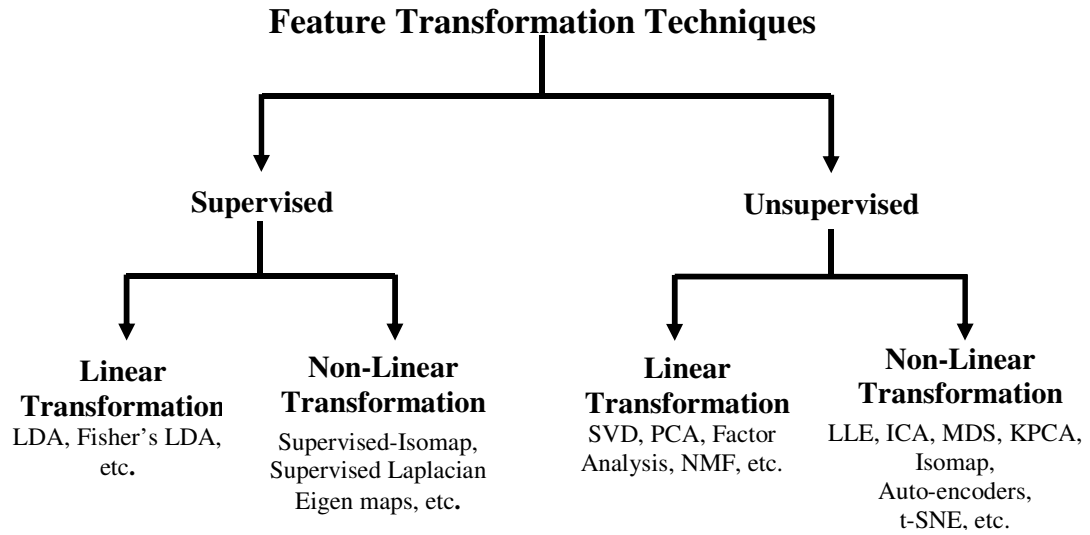 Feature Transformation Techniques
Supervised
Unsupervised
Linear
Transformation
LDA, Fisher's LDA,
etc.
Non-Linear
Transformation
Supervised-Isomap,
Supervised Laplacian
Eigen maps, etc.
Linear
Transformation
SVD, PCA, Factor
Analysis, NMF, etc.
Non-Linear
Transformation
LLE, ICA, MDS, KPCA,
Isomap,
Auto-encoders,
t-SNE, etc.